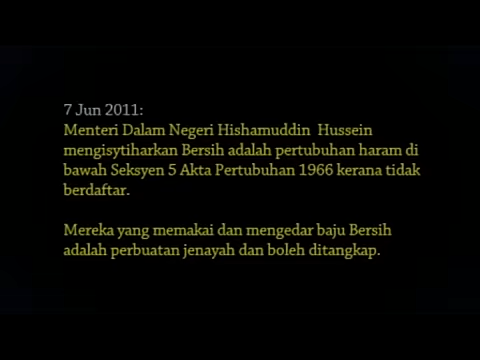 7 Jun 2011:
Menteri Dalam Negeri Hishamuddin Hussein
mengisytiharkan Bersih adalah pertubuhan haram di
bawah Seksyen 5 Akta Pertubuhan 1966 kerana tidak
berdaftar.
Mereka yang memakai dan mengedar baju Bersih
adalah perbuatan jenayah dan boleh ditangkap.